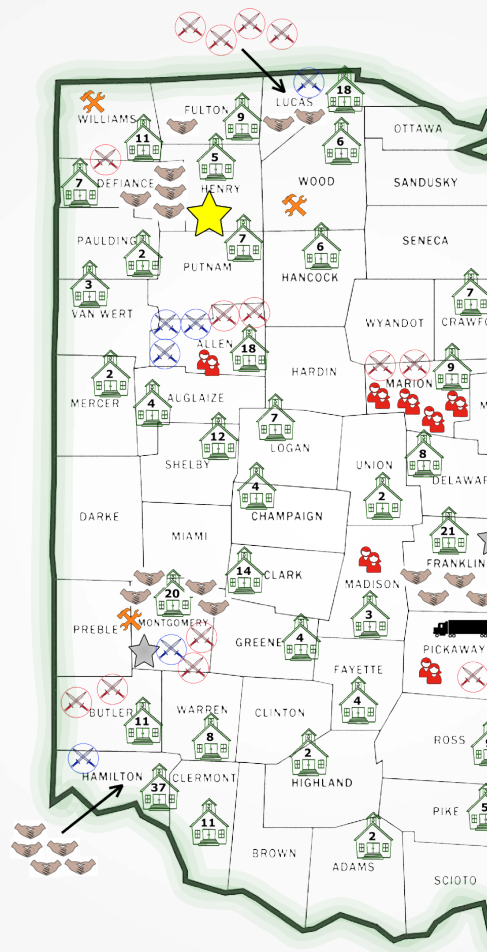 18
LUCAS
WILLIAMS
FULTON
9
OTTAWA
11
6
5
7
DEFIANCE
HENRY
WOOD
SANDUSKY
PAULDING
2
7
6
SENECA
PUTNAM
HANCOCK
3
7
VAN WERT
WYANDOT
CRAWFO
ALLEN
18
HARDIN
9
MARION
2
MERCER
4
AUGLAIZE
7
M
12
LOGAN
SHELBY
UNION
8
DELAWAR
4
2
DARKE
CHAMPAIGN
21
MIAMI
FRANKLIN
14
CLARK
MADISON
20
PREBLE
MONTGOMERY
3
GREENE
4
PICKAWAY
FAYETTE
4
BUTLER
11
WARREN
CLINTON
8
ROSS
2
HAMILTON
CLERMONT
HIGHLAND
37
PIKE
5
11
2
BROWN
ADAMS
SCIOTO